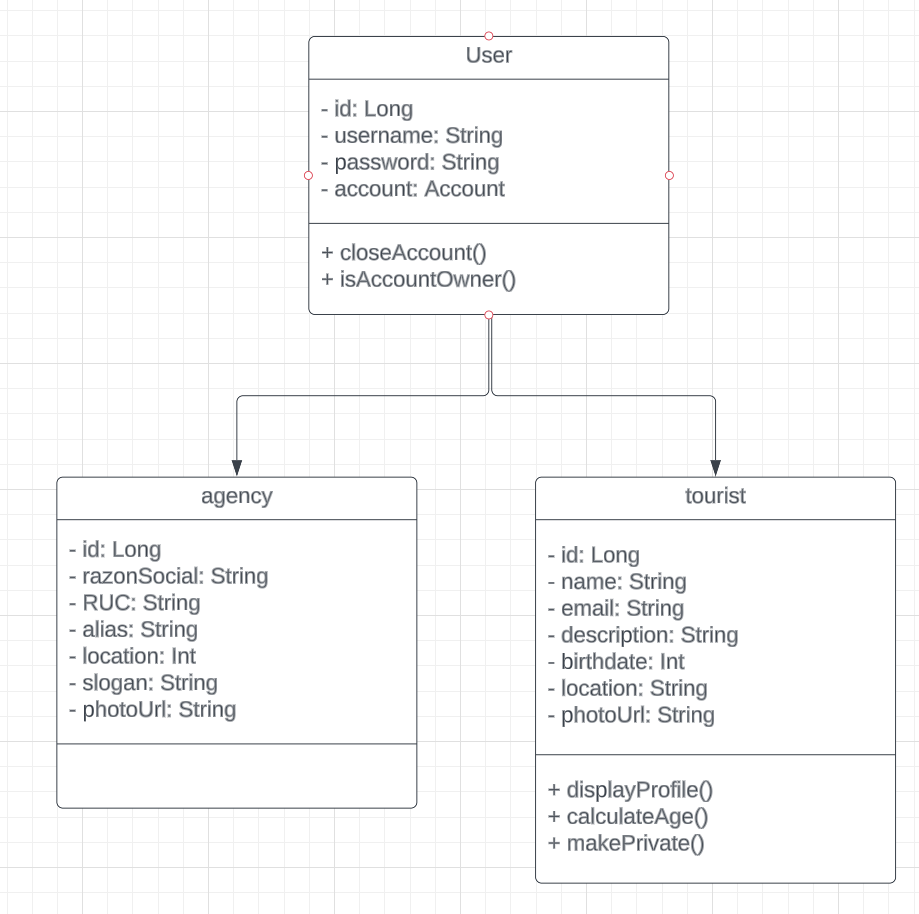 User
- id: Long
- username: String
- password: String
- account: Account
+ closeAccount()
+ isAccountOwner()
agency
- id: Long
- razonSocial: String
- RUC: String
- alias: String
- location: Int
- slogan: String
- photoUrl: String
tourist
- id: Long
- name: String
- email: String
- description: String
- birthdate: Int
- location: String
- photoUrl: String
+ displayProfile()
+ calculateAge()
+ makePrivate()